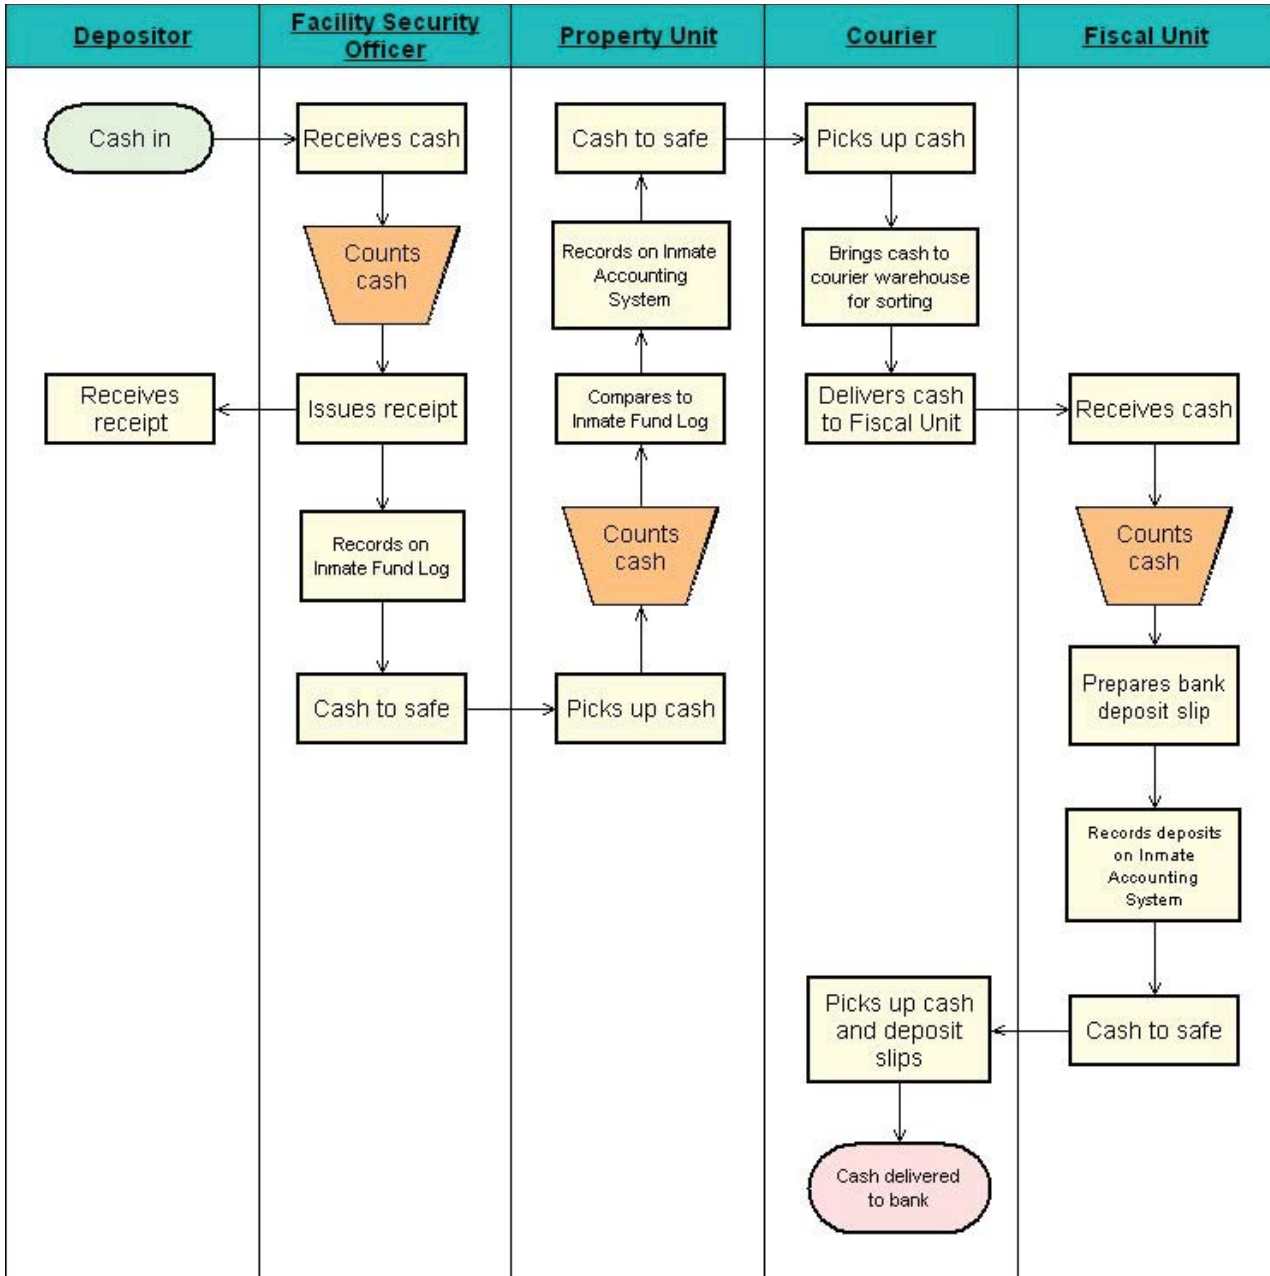 Depositor
Facility Security
Officer
Property Unit
Courier
Fiscal Unit
Cash in
Receives cash
Cash to safe
Picks up cash
Counts
cash
Records on Inmate
Accounting
System
Brings cash to
courier warehouse
for sorting
Receives
receipt
Issues receipt
Compares to
Inmate Fund Log
Delivers cash
to Fiscal Unit
Receives cash
Records on
Inmate Fund Log
Counts
cash
Counts
cash
Cash to safe
Picks up cash
Prepares bank
deposit slip
Records deposits
on Inmate
Accounting
System
Picks up cash
and deposit
slips
Cash to safe
Cash delivered
to bank